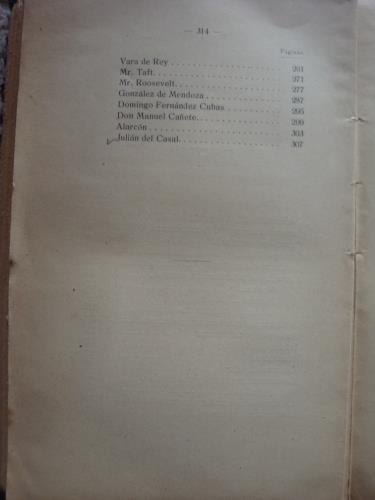 — 314 —
Páginas
Vara de Rey . . . . . . . . . . . . . . . . . . . . 261
Mr. Taft. . . . . . . . . . . . . . . . . . . . . . . 271
Mr. Roosevelt. . . . . . . . . . . . . . . . . . . 277
González de Mendoza . . . . . . . . . . . . . 287
Domingo Fernández Cubas . . . . . . . . . . 295
Don Manuel Cañete. . . . . . . . . . . . . . . 299
Alarcón . . . . . . . . . . . . . . . . . . . . . . . 303
Julián del Casal. . . . . . . . . . . . . . . . . . 307